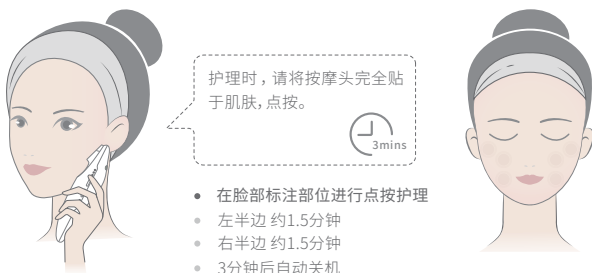 护理时，请将按摩头完全贴
于肌肤，点按。
3mins
在脸部标注部位进行点按护理
左半边 约1.5分钟
右半边 约1.5分钟
3分钟后自动关机